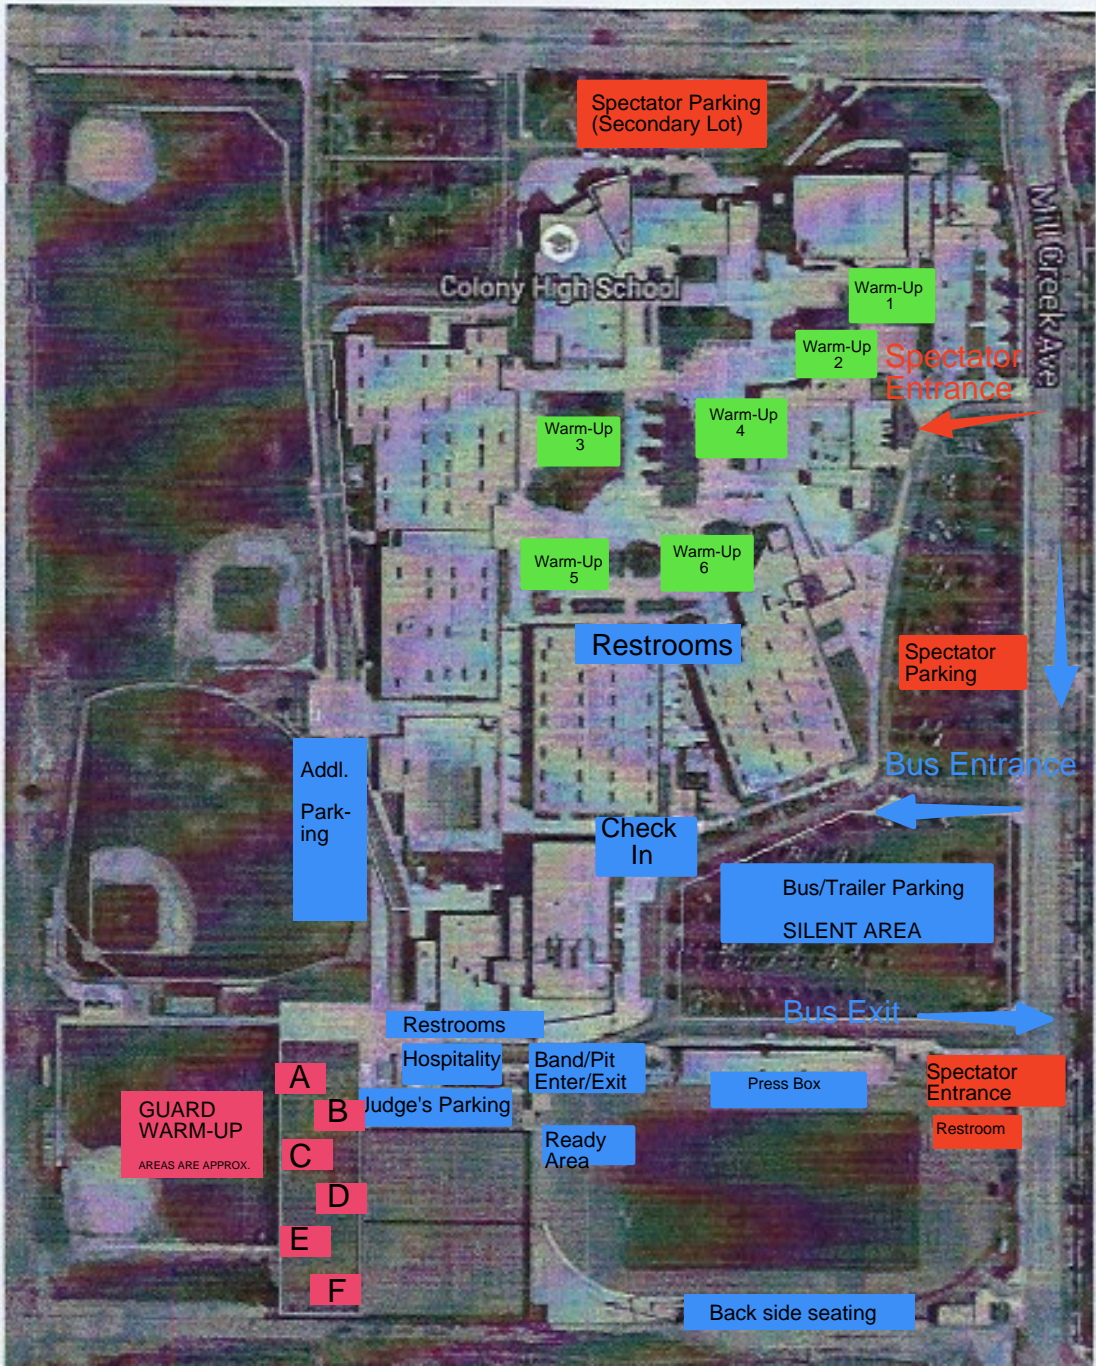 Spectator Parking
(Secondary Lot)
Mill Creek Ave
Colony High School
Warm-Up
1
Warm-Up
2
Spectator
Entrance
Warm-Up
3
Warm-Up
4
Warm-Up
5
Warm-Up
6
Restrooms
Spectator
Parking
Addl.
Park-
ing
Bus Entrance
Check
In
Bus/Trailer Parking
SILENT AREA
Bus Exit
Restrooms
Hospitality
Band/Pit
Enter/Exit
Press Box
Spectator
Entrance
Judge's Parking
Restroom
Ready
Area
GUARD
WARM-UP
AREAS ARE APPROX.
A
B
C
D
E
F
Back side seating